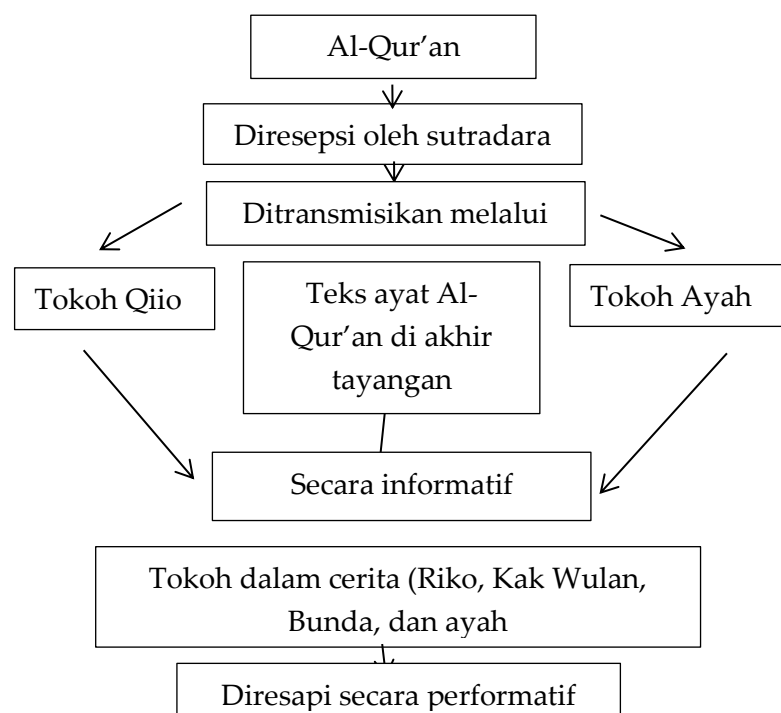 Al-Qur’an
Diresepsi oleh sutradara
Ditransmisikan melalui
Tokoh Qiio
Teks ayat Al-
Qur’an di akhir
tayangan
Tokoh Ayah
Secara informatif
Tokoh dalam cerita (Riko, Kak Wulan,
Bunda, dan ayah
Diresapi secara performatif